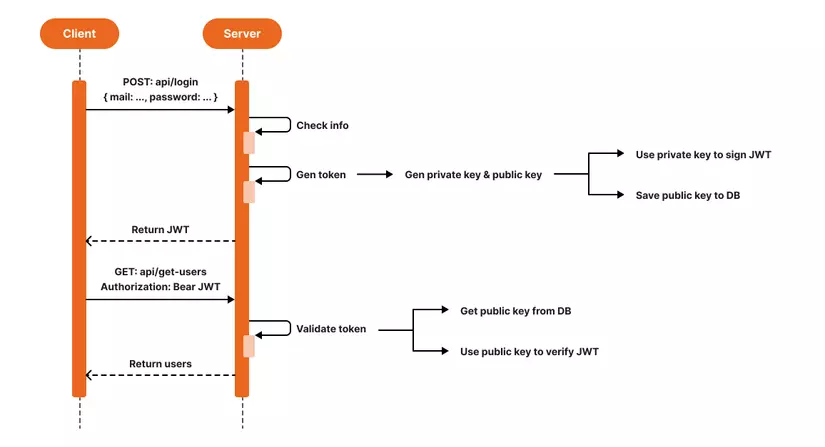 Client
Server
POST: api/login
{ mail: ..., password: ... }
Check info
Gen token
Gen private key & public key
Use private key to sign JWT
Save public key to DB
Return JWT
GET: api/get-users
Authorization: Bear JWT
Validate token
Get public key from DB
Use public key to verify JWT
Return users